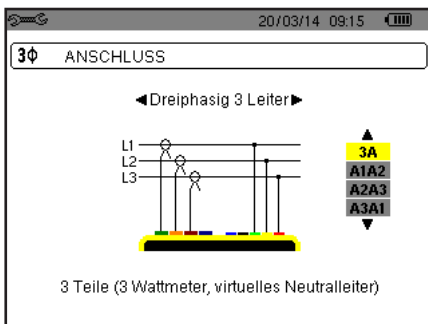 20/03/14 09:15
3Φ ANSCHLUSS
◄Dreiphasig 3 Leiter►
L1
L2
L3
3A
A1A2
A2A3
A3A1
3 Teile (3 Wattmeter, virtuelles Neutralleiter)